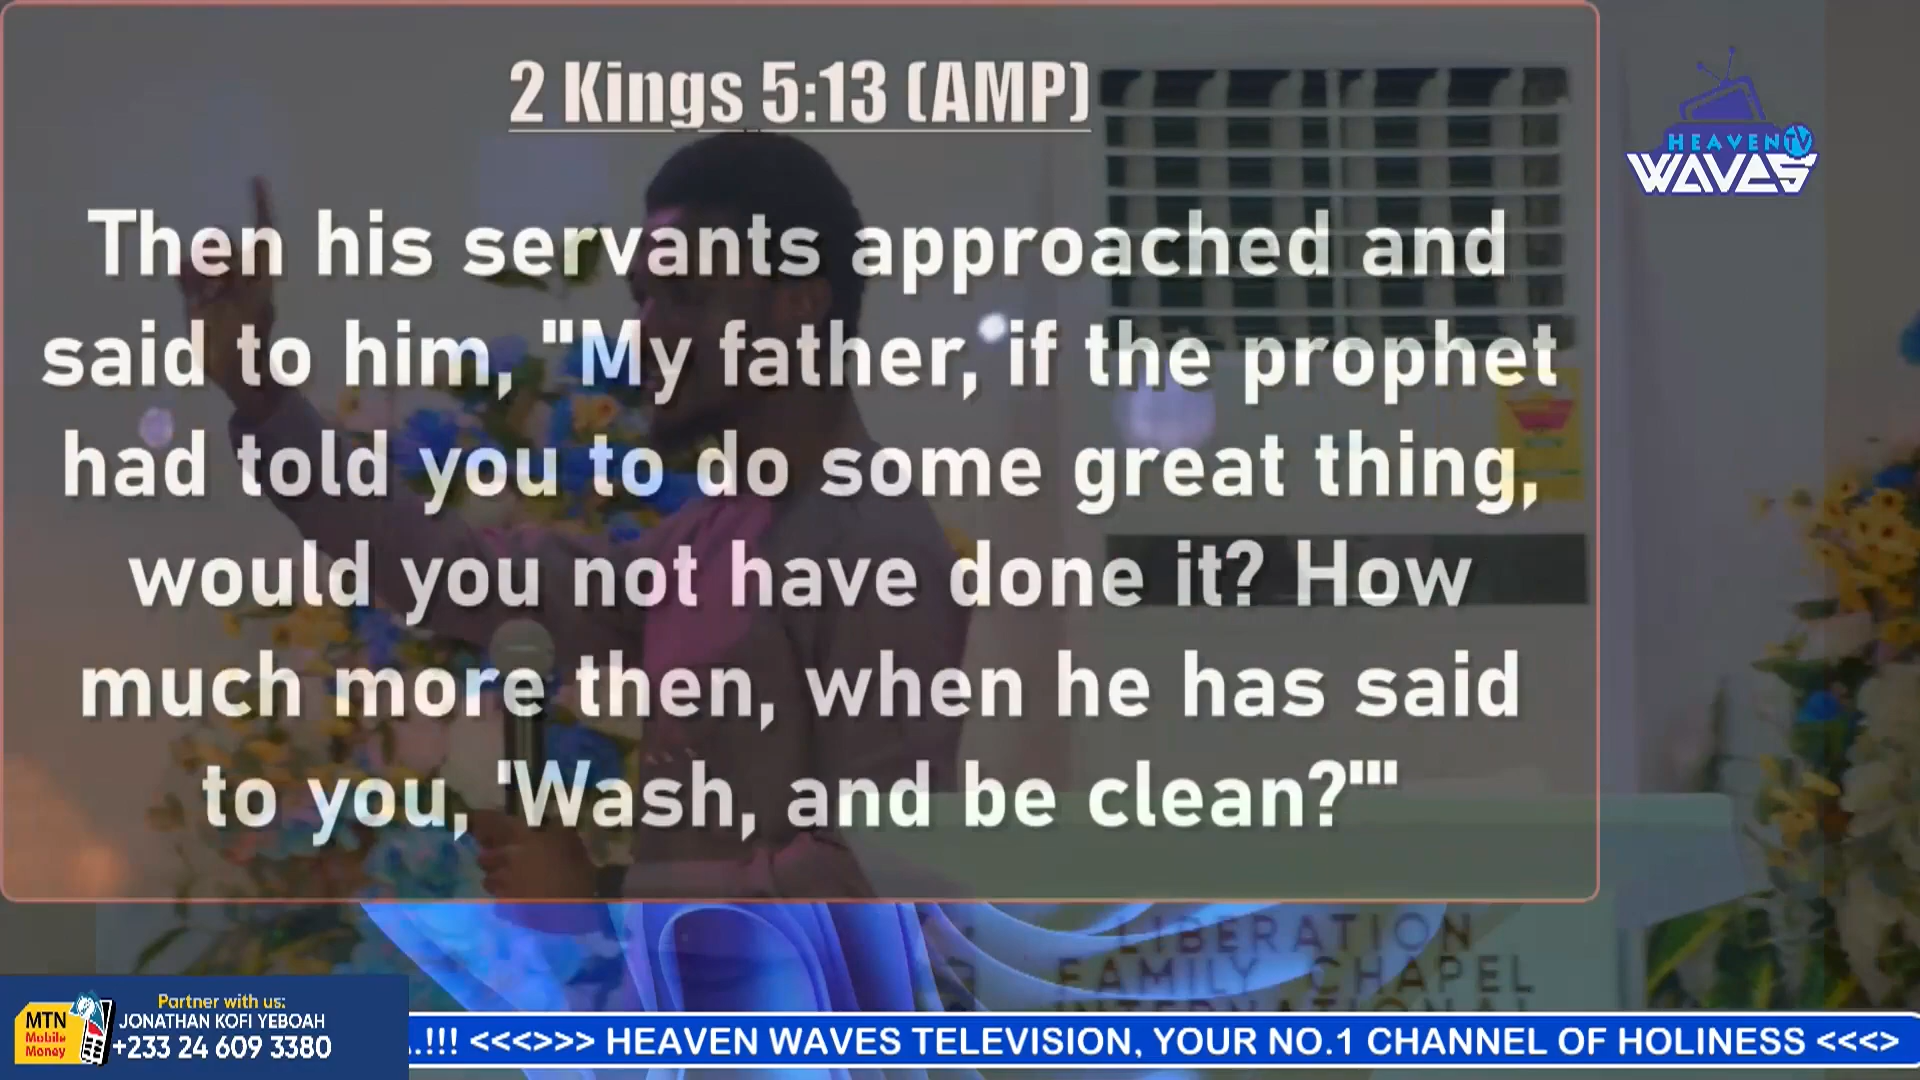 2 Kings 5:13 (AMP)
HEAVEN TV
WAVES
Then his servants approached and
said to him, "My father, if the prophet
had told you to do some great thing,
would you not have done it? How
much more then, when he has said
to you, 'Wash, and be clean?'"
LIBERATION
FAMILY CHAPEL
INTERNATIONAL
Partner with us:
MTN
Mobile
Money
JONATHAN KOFI YEBOAH
+233 24 609 3380
.!!! <<<>>> HEAVEN WAVES TELEVISION, YOUR NO.1 CHANNEL OF HOLINESS <<<>